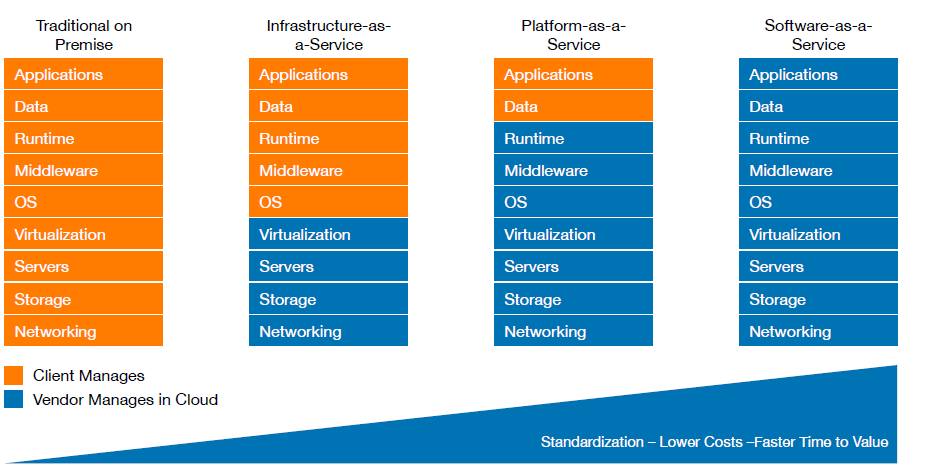 Traditional on
Premise
Applications
Data
Runtime
Middleware
OS
Virtualization
Servers
Storage
Networking
Infrastructure-as-
a-Service
Applications
Data
Runtime
Middleware
OS
Virtualization
Servers
Storage
Networking
Platform-as-a-
Service
Applications
Data
Runtime
Middleware
OS
Virtualization
Servers
Storage
Networking
Software-as-a-
Service
Applications
Data
Runtime
Middleware
OS
Virtualization
Servers
Storage
Networking
Client Manages
Vendor Manages in Cloud
Standardization – Lower Costs –Faster Time to Value